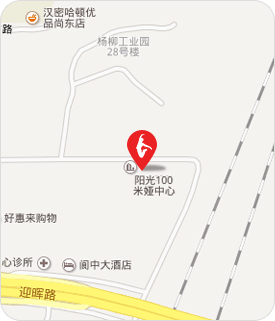 汉密哈顿优
品尚东店
路
杨柳工业园
28号楼
阳光100
米娅中心
好惠来购物
心诊所
阆中大酒店
迎晖路